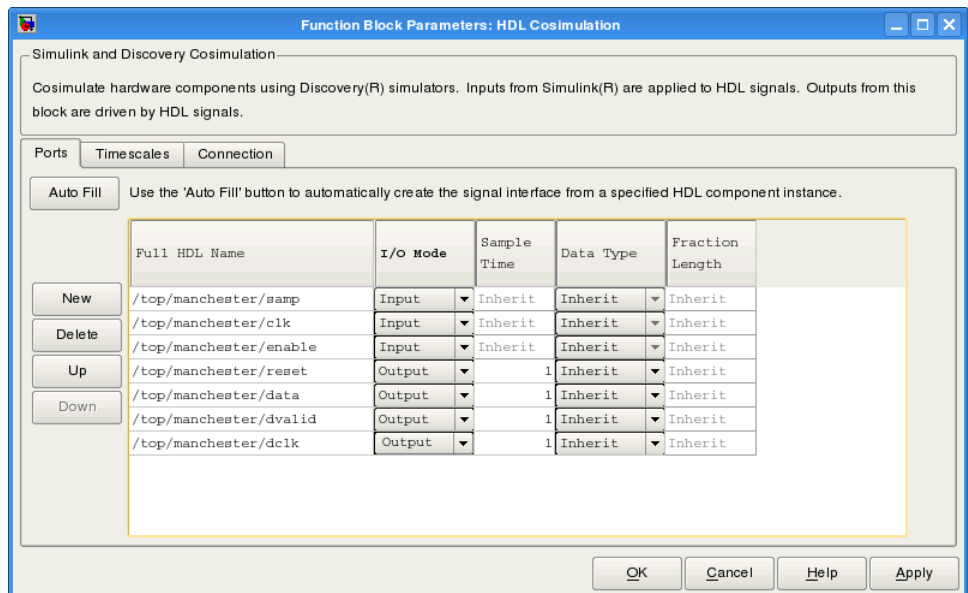 Function Block Parameters: HDL Cosimulation
Simulink and Discovery Cosimulation
Cosimulate hardware components using Discovery(R) simulators. Inputs from Simulink(R) are applied to HDL signals. Outputs from this
block are driven by HDL signals.
Ports Timescales Connection
Auto Fill Use the 'Auto Fill' button to automatically create the signal interface from a specified HDL component instance.
Full HDL Name I/O Mode Sample Time Data Type Fraction Length
New /top/manchester/samp Input Inherit Inherit Inherit
/top/manchester/clk Input Inherit Inherit Inherit
Delete /top/manchester/enable Input Inherit Inherit Inherit
Up /top/manchester/reset Output 1 Inherit Inherit
/top/manchester/data Output 1 Inherit Inherit
Down /top/manchester/dvalid Output 1 Inherit Inherit
/top/manchester/dclk Output 1 Inherit Inherit
OK Cancel Help Apply